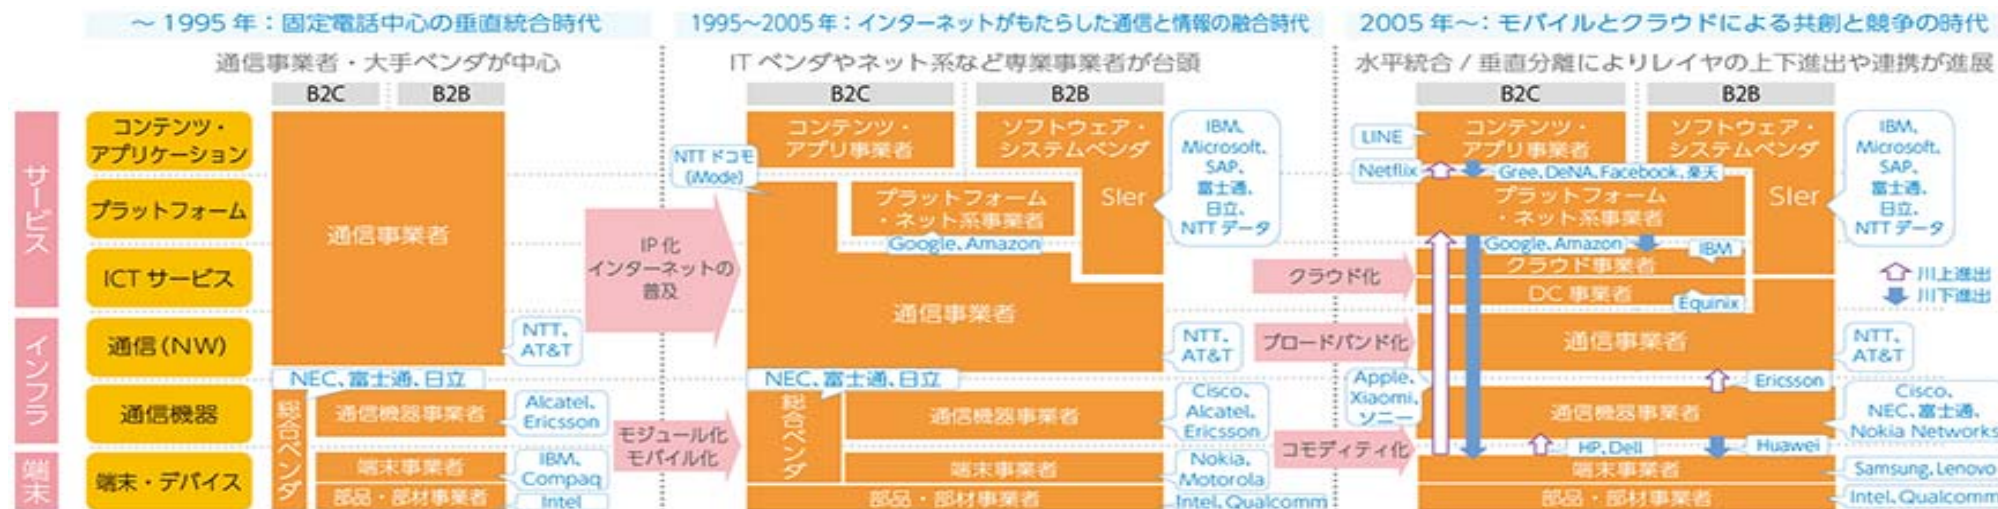 ～1995年：固定電話中心の垂直統合時代
通信事業者・大手ベンダが中心
B2C
B2B
1995～2005年：インターネットがもたらした通信と情報の融合時代
ITベンダやネット系など専業事業者が台頭
B2C
B2B
2005年～：モバイルとクラウドによる共創と競争の時代
水平統合/垂直分離によりレイヤの上下進出や連携が進展
B2C
B2B
サービス
インフラ
端末
コンテンツ・
アプリケーション
プラットフォーム
ICTサービス
通信(NW)
通信機器
端末・デバイス
通信事業者
NTT、
AT&T
NEC、富士通、日立
総合ベンダ
通信機器事業者
Alcatel、
Ericsson
端末事業者
IBM、
Compaq
部品・部材事業者
Intel
IP化
インターネットの
普及
モジュール化
モバイル化
コンテンツ・
アプリ事業者
ソフトウェア・
システムベンダ
SIer
IBM、
Microsoft、
SAP、
富士通、
日立、
NTTデータ
NTTドコモ
(iMode)
プラットフォーム
・ネット系事業者
Google、Amazon
通信事業者
NTT、
AT&T
NEC、富士通、日立
総合ベンダ
通信機器事業者
Cisco、
Alcatel、
Ericsson
端末事業者
Nokia、
Motorola
部品・部材事業者
Intel、Qualcomm
クラウド化
ブロードバンド化
コモディティ化
LINE
Netflix
コンテンツ・
アプリ事業者
ソフトウェア・
システムベンダ
SIer
IBM、
Microsoft、
SAP、
富士通、
日立、
NTTデータ
Gree、DeNA、Facebook、楽天
プラットフォーム
・ネット系事業者
Google、Amazon
IBM
クラウド事業者
DC事業者
Equinix
川上進出
川下進出
通信事業者
NTT、
AT&T
Apple、
Xiaomi、
ソニー
Ericsson
通信機器事業者
Cisco、
NEC、富士通、
Nokia Networks
HP、Dell
Huawei
端末事業者
Samsung、Lenovo
部品・部材事業者
Intel、Qualcomm